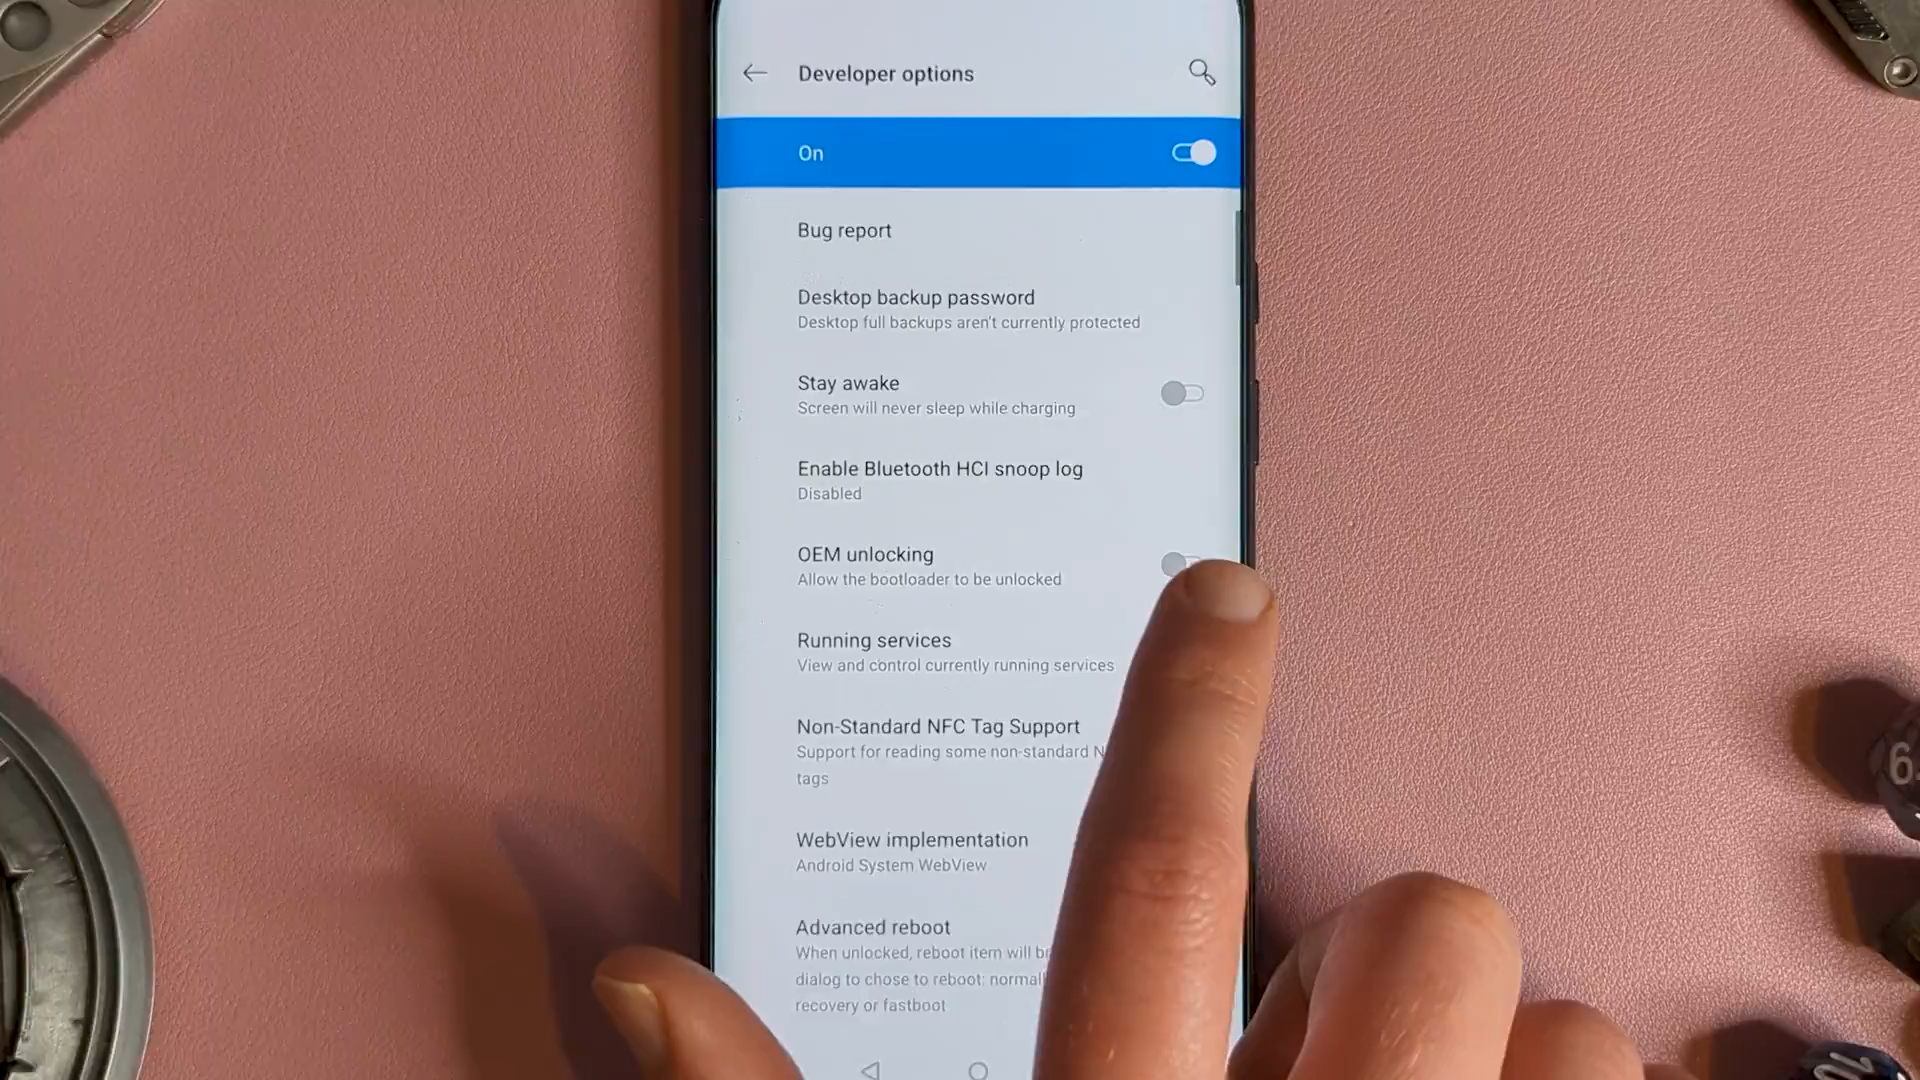 Developer options
On
Bug report
Desktop backup password
Desktop full backups aren't currently protected
Stay awake
Screen will never sleep while charging
Enable Bluetooth HCI snoop log
Disabled
OEM unlocking
Allow the bootloader to be unlocked
Running services
View and control currently running services
Non-Standard NFC Tag Support
Support for reading some non-standard
tags
WebView implementation
Android System WebView
Advanced reboot
When unlocked, reboot item will
dialog to chose to reboot: normal
recovery or fastboot
6